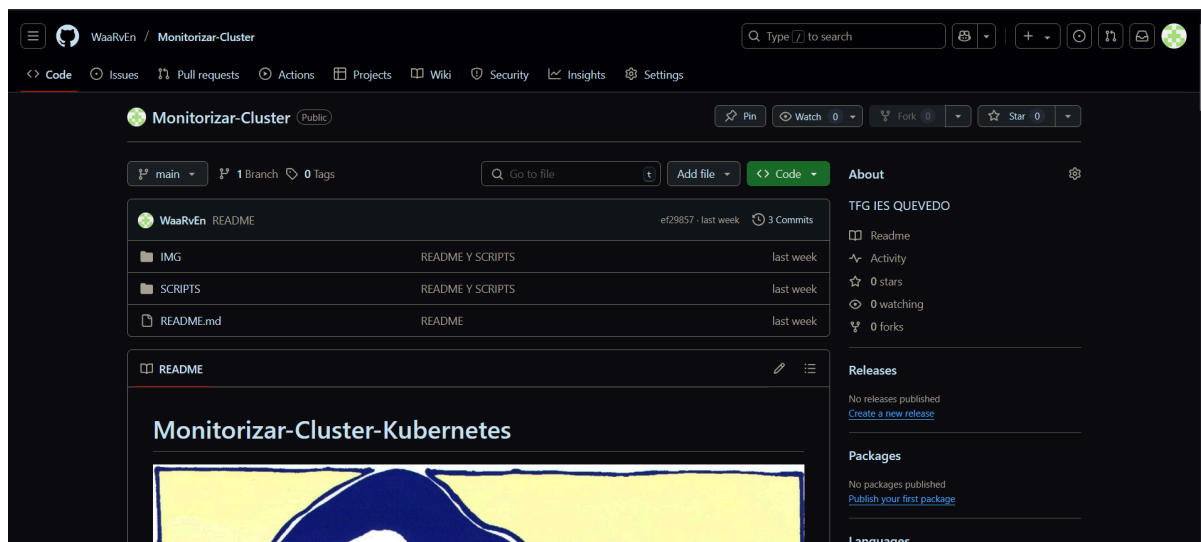 WaaRvEn / Monitorizar-Cluster
Type / to search
<> Code Issues Pull requests Actions Projects Wiki Security Insights Settings
Monitorizar-Cluster Public
Pin Watch 0 Fork 0 Star 0
main 1 Branch 0 Tags
Go to file t Add file <> Code
WaaRvEn README ef29857 · last week 3 Commits
IMG README Y SCRIPTS last week
SCRIPTS README Y SCRIPTS last week
README.md README last week
README
Monitorizar-Cluster-Kubernetes
About
TFG IES QUEVEDO
Readme
Activity
0 stars
0 watching
0 forks
Releases
No releases published
Create a new release
Packages
No packages published
Publish your first package
Languages